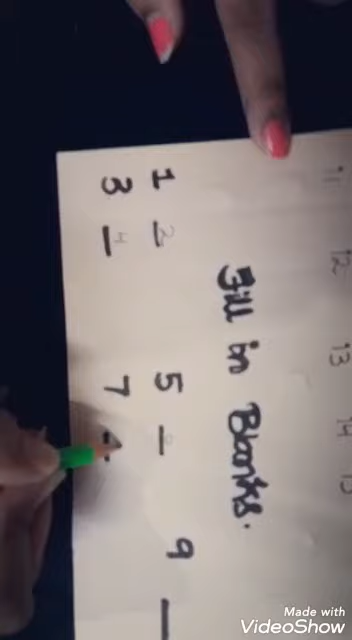 11 12 13 14 15
Fill in Blanks.
1 2 5 _ 9 _
3 4 7 _
Made with
VideoShow